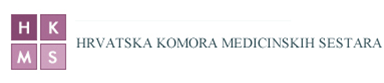 H K
M S
HRVATSKA KOMORA MEDICINSKIH SESTARA